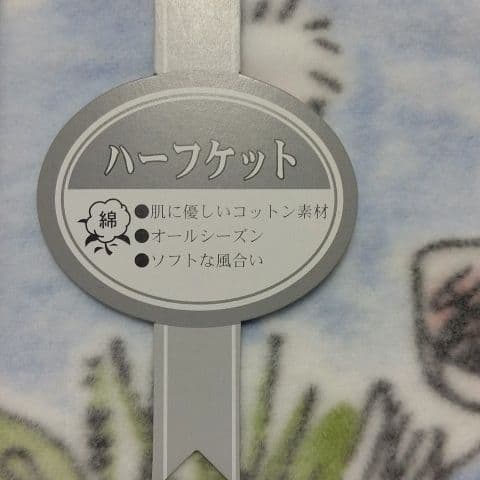 ハーフケット
綿
●肌に優しいコットン素材
●オールシーズン
●ソフトな風合い